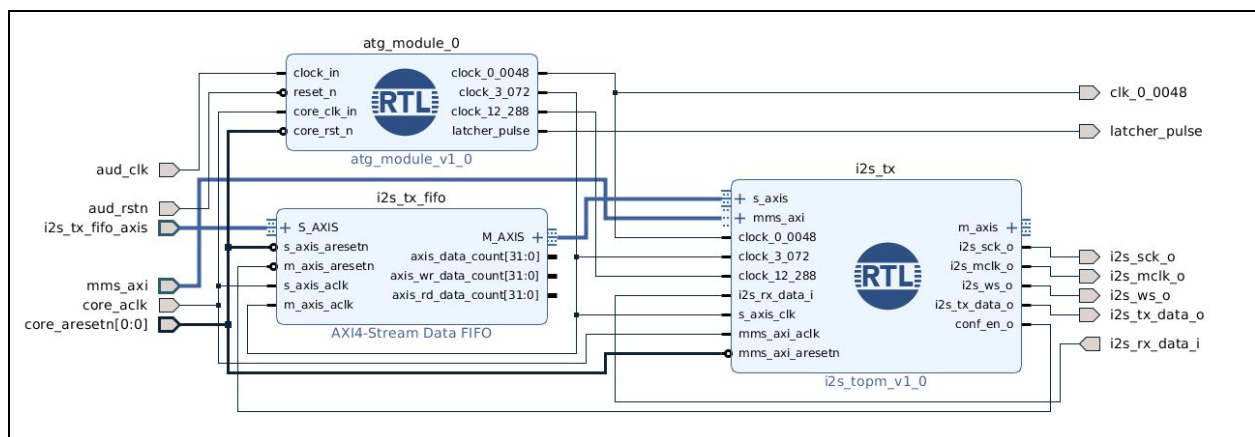 atg_module_0
clock_in
reset_n
core_clk_in
core_rst_n
RTL
clock_0_0048
clock_3_072
clock_12_288
latcher_pulse
atg_module_v1_0
clk_0_0048
latcher_pulse
aud_clk
aud_rstn
i2s_tx_fifo_axis
mms_axi
core_aclk
core_aresetn[0:0]
i2s_tx_fifo
+ S_AXIS
s_axis_aresetn
m_axis_aresetn
s_axis_aclk
m_axis_aclk
M_AXIS +
axis_data_count[31:0]
axis_wr_data_count[31:0]
axis_rd_data_count[31:0]
AXI4-Stream Data FIFO
i2s_tx
+ s_axis
+ mms_axi
clock_0_0048
clock_3_072
clock_12_288
i2s_rx_data_i
s_axis_clk
mms_axi_aclk
mms_axi_aresetn
RTL
m_axis +
i2s_sck_o
i2s_mclk_o
i2s_ws_o
i2s_tx_data_o
conf_en_o
i2s_topm_v1_0
i2s_sck_o
i2s_mclk_o
i2s_ws_o
i2s_tx_data_o
i2s_rx_data_i